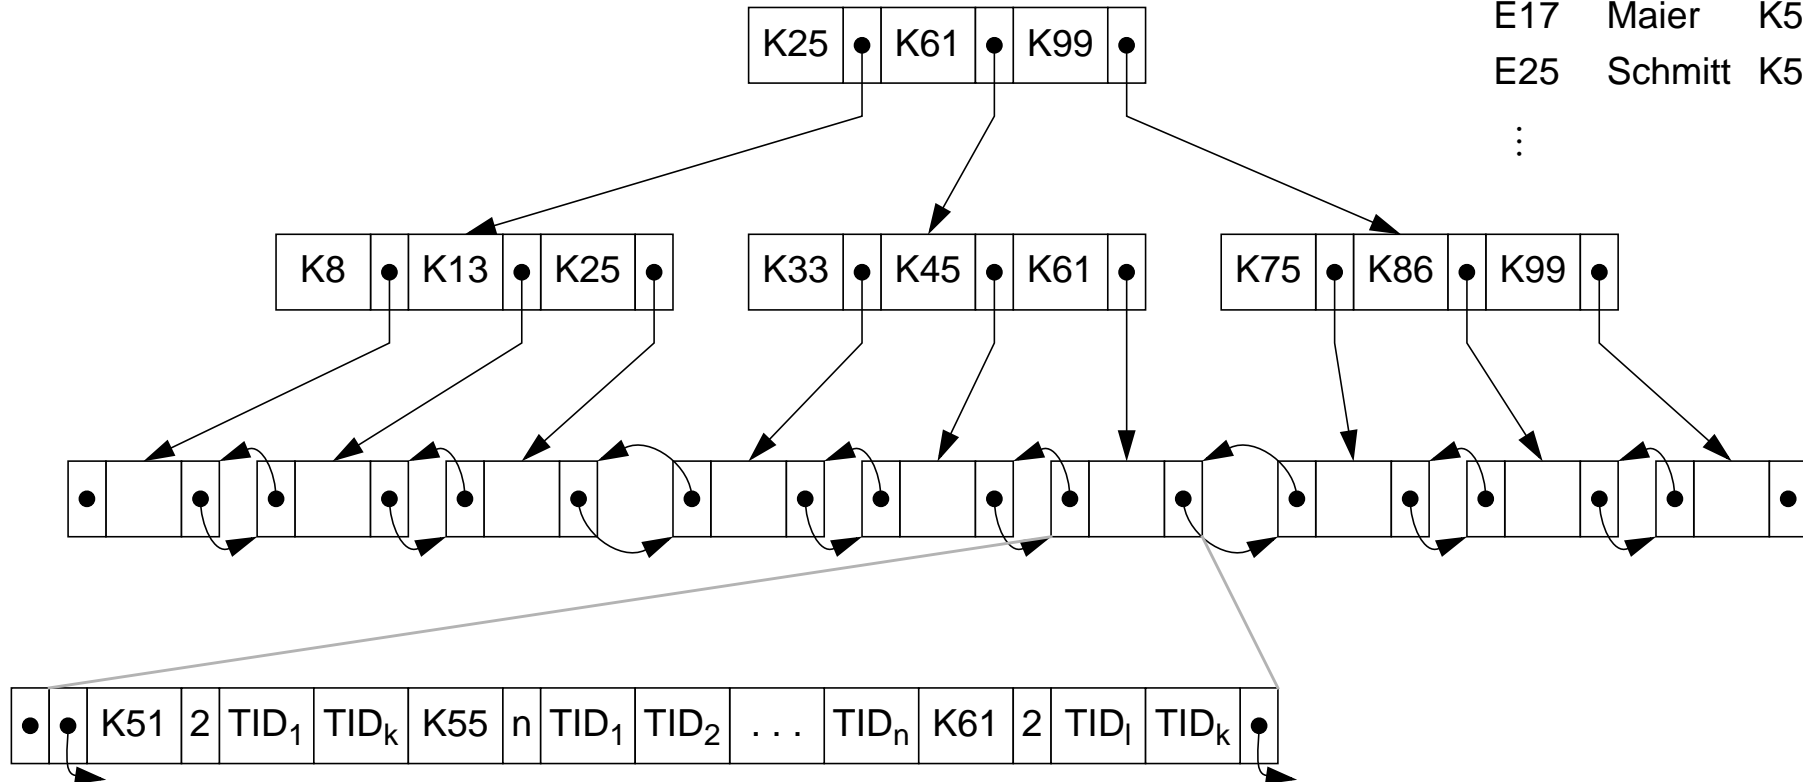 E17 Maier K5
K25 K61 K99
E25 Schmitt K5
⋮
K8 K13 K25 K33 K45 K61 K75 K86 K99
K51 2 TID1 TIDk K55 n TID1 TID2 . . . TIDn K61 2 TIDl TIDk